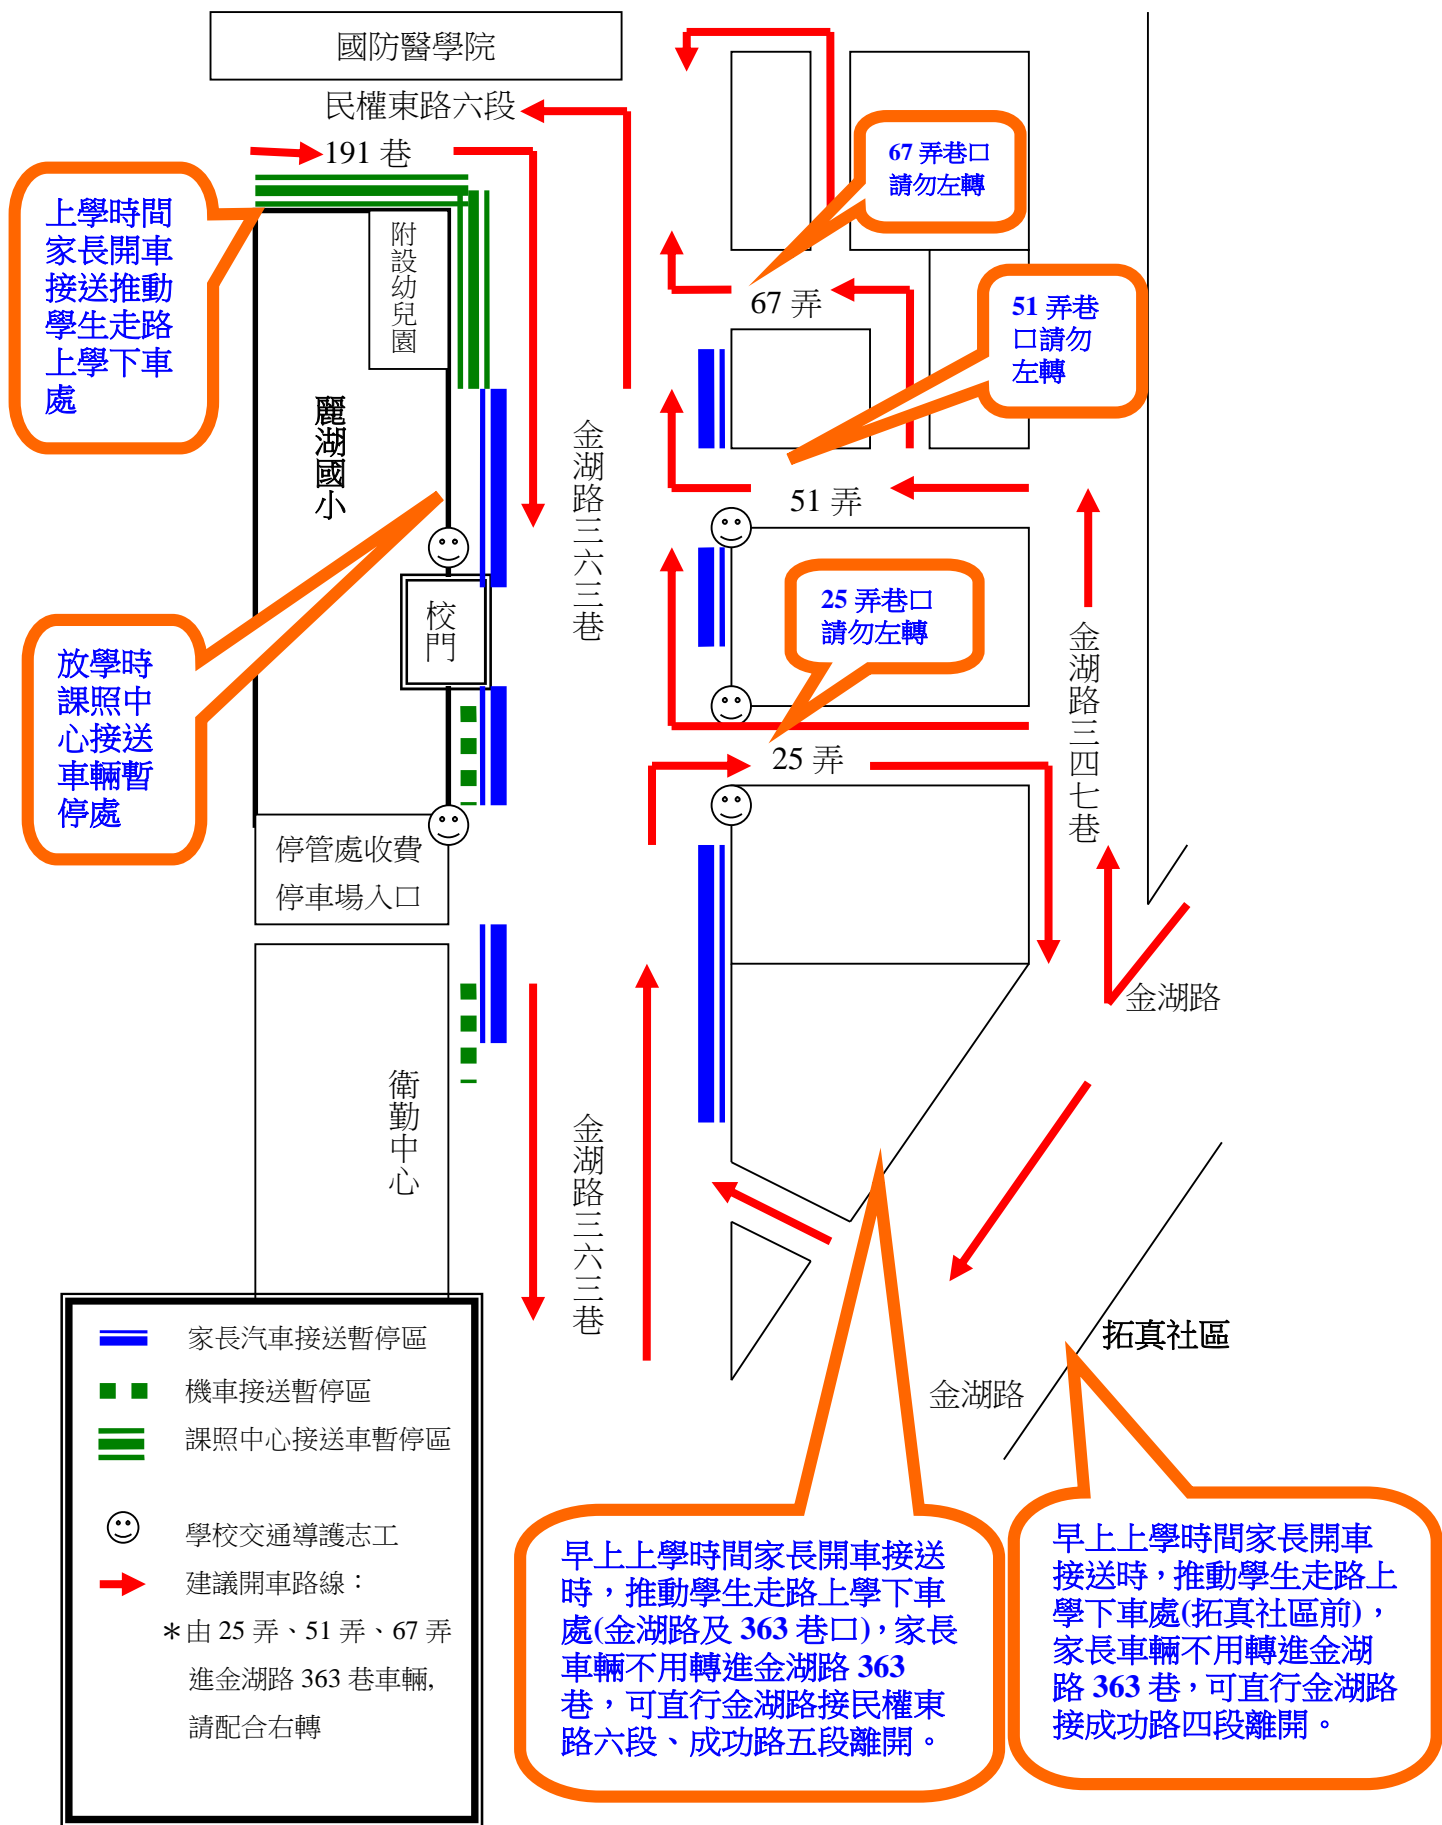 國防醫學院
民權東路六段
191 巷
67 弄巷口
請勿左轉
上學時間
家長開車
接送推動
學生走路
上學下車
處
附設幼兒園
67 弄
51 弄巷
口請勿
左轉
麗湖國小
金湖路三六三巷
51 弄
25 弄巷口
請勿左轉
校門
金湖路三四七巷
放學時
課照中
心接送
車輛暫
停處
25 弄
停管處收費
停車場入口
金湖路
衛勤中心
金湖路三六三巷
拓真社區
金湖路
家長汽車接送暫停區
機車接送暫停區
課照中心接送車暫停區
學校交通導護志工
建議開車路線：
＊由 25 弄、51 弄、67 弄
進金湖路 363 巷車輛,
請配合右轉
早上上學時間家長開車接送
時，推動學生走路上學下車
處(金湖路及 363 巷口)，家長
車輛不用轉進金湖路 363
巷，可直行金湖路接民權東
路六段、成功路五段離開。
早上上學時間家長開車
接送時，推動學生走路上
學下車處(拓真社區前)，
家長車輛不用轉進金湖
路 363 巷，可直行金湖路
接成功路四段離開。